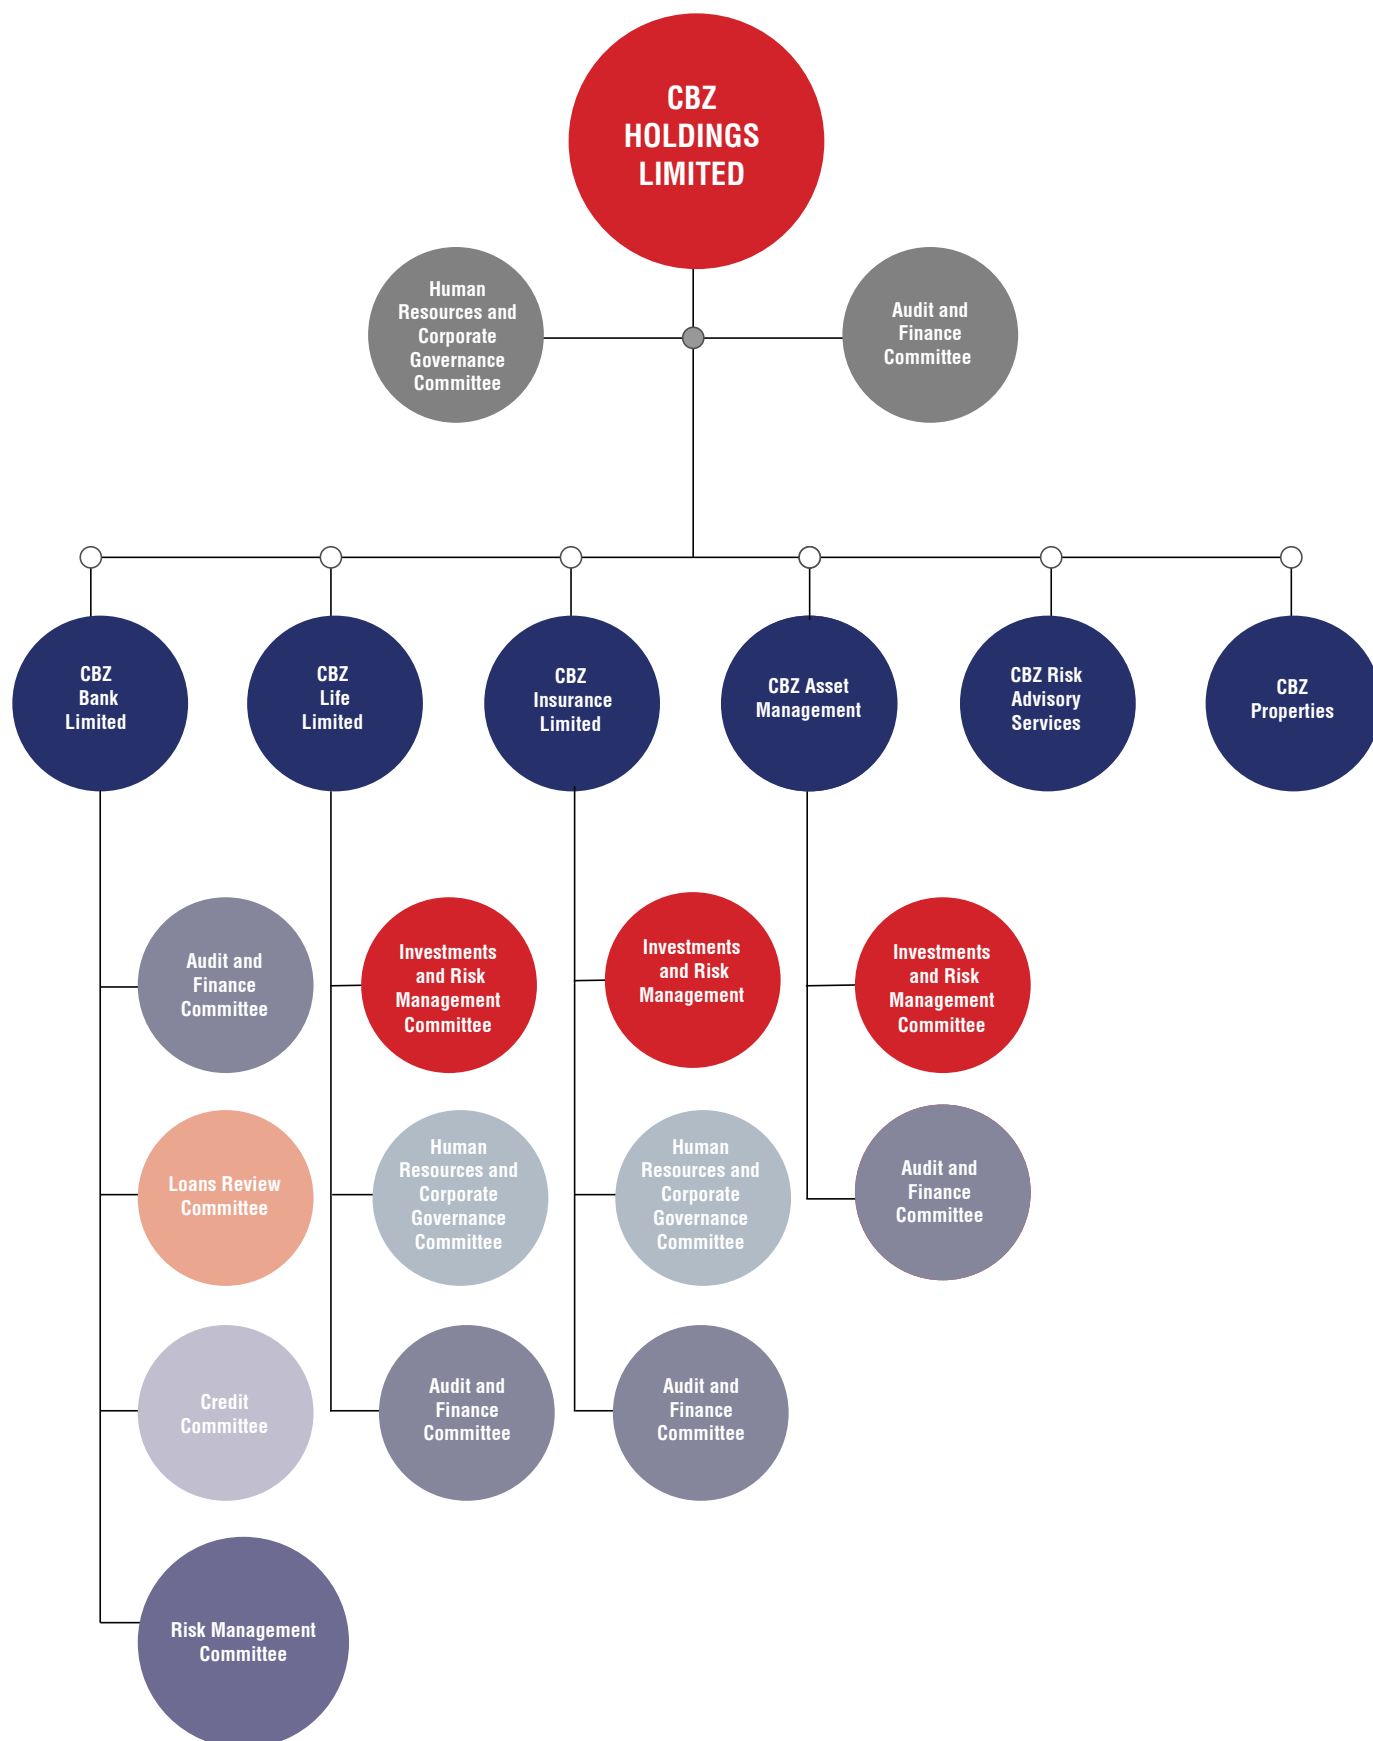 CBZ
HOLDINGS
LIMITED
Human
Resources and
Corporate
Governance
Committee
Audit and
Finance
Committee
CBZ
Bank
Limited
CBZ
Life
Limited
CBZ
Insurance
Limited
CBZ Asset
Management
CBZ Risk
Advisory
Services
CBZ
Properties
Audit and
Finance
Committee
Investments
and Risk
Management
Committee
Investments
and Risk
Management
Investments
and Risk
Management
Committee
Loans Review
Committee
Human
Resources and
Corporate
Governance
Committee
Human
Resources and
Corporate
Governance
Committee
Audit and
Finance
Committee
Credit
Committee
Audit and
Finance
Committee
Audit and
Finance
Committee
Risk Management
Committee